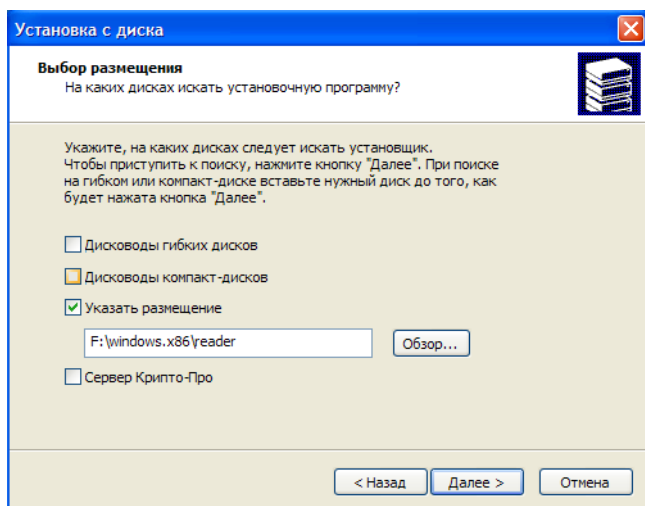 Установка с диска
Выбор размещения
На каких дисках искать установочную программу?
Укажите, на каких дисках следует искать установщик.
Чтобы приступить к поиску, нажмите кнопку "Далее". При поиске
на гибком или компакт-диске вставьте нужный диск до того, как
будет нажата кнопка "Далее".
Дисководы гибких дисков
Дисководы компакт-дисков
Указать размещение
F:\windows.x86\reader
Обзор...
Сервер Крипто-Про
< Назад
Далее >
Отмена